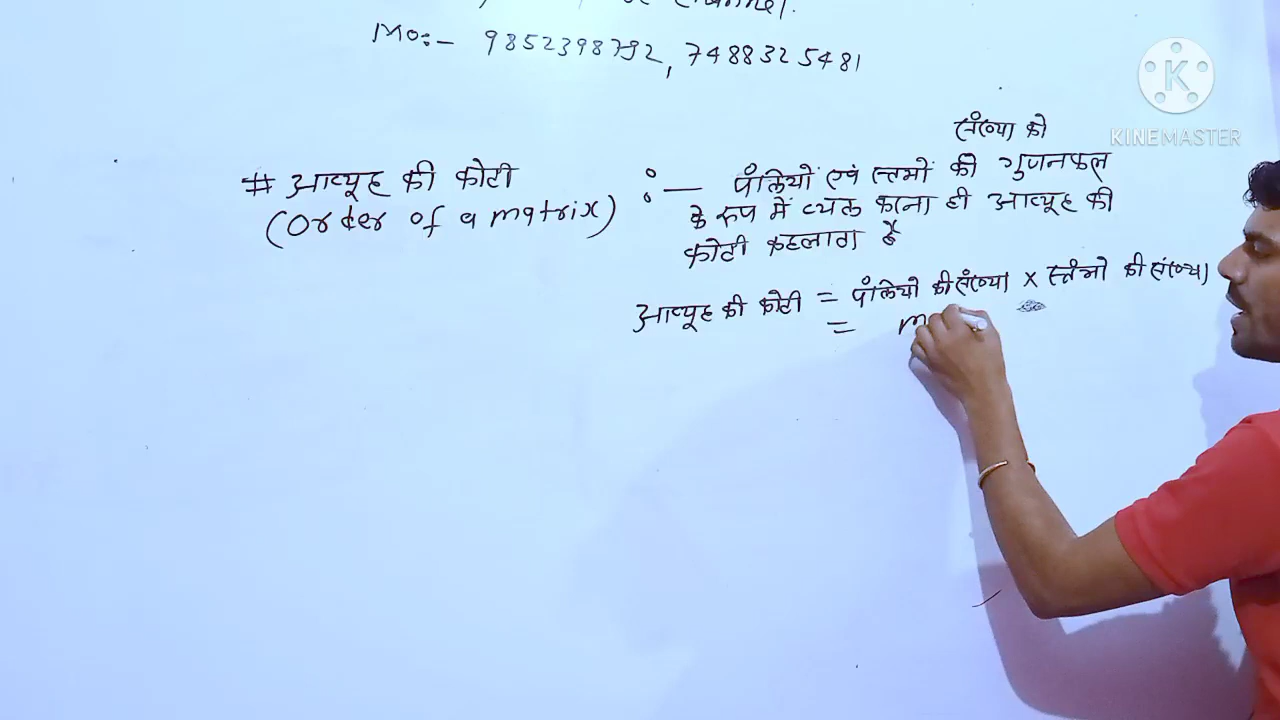 Mo:- 9852398792, 7488325481
K
KINEMASTER
संख्या को
# आव्यूह की कोटी :— पंक्तियों एवं स्तमों की गुणनफल
(Order of a matrix) के रूप में व्यक्त करना ही आव्यूह की
कोटी कहलाता है
आव्यूह की कोटी = पंक्तियों की संख्या × स्तंभो की संख्या
= m